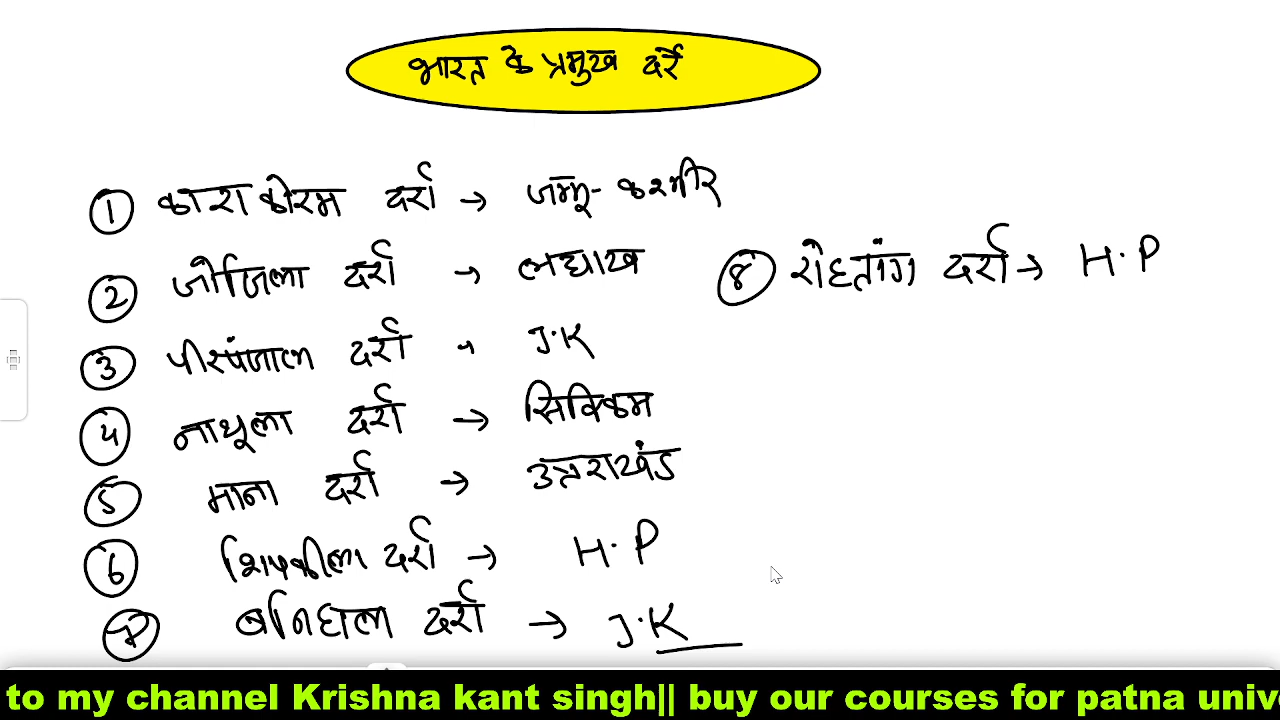 भारत के प्रमुख दर्रे
① काराकोरम दर्रा → जम्मू-कश्मीर
② जोजिला दर्रा → लद्दाख
③ पीरपंजाल दर्रा → J.K
④ नाथूला दर्रा → सिक्किम
⑤ माना दर्रा → उत्तराखंड
⑥ शिपकीला दर्रा → H.P
⑦ बनिहाल दर्रा → J.K
⑧ रोहतांग दर्रा → H.P
to my channel Krishna kant singh|| buy our courses for patna univ